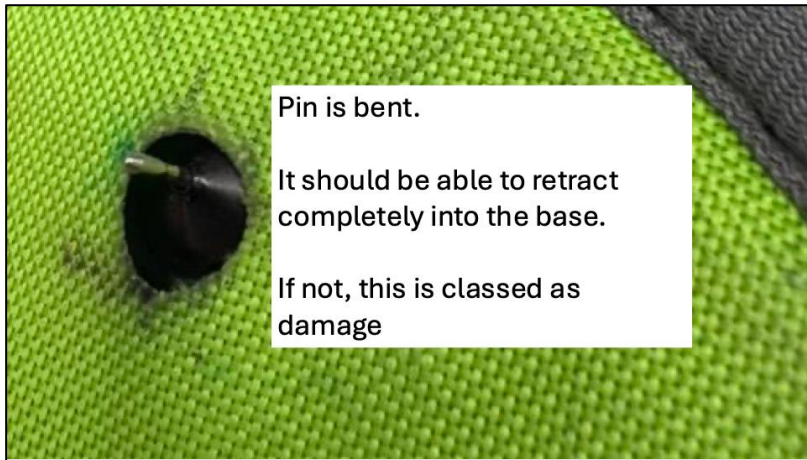 Pin is bent.
It should be able to retract
completely into the base.
If not, this is classed as
damage